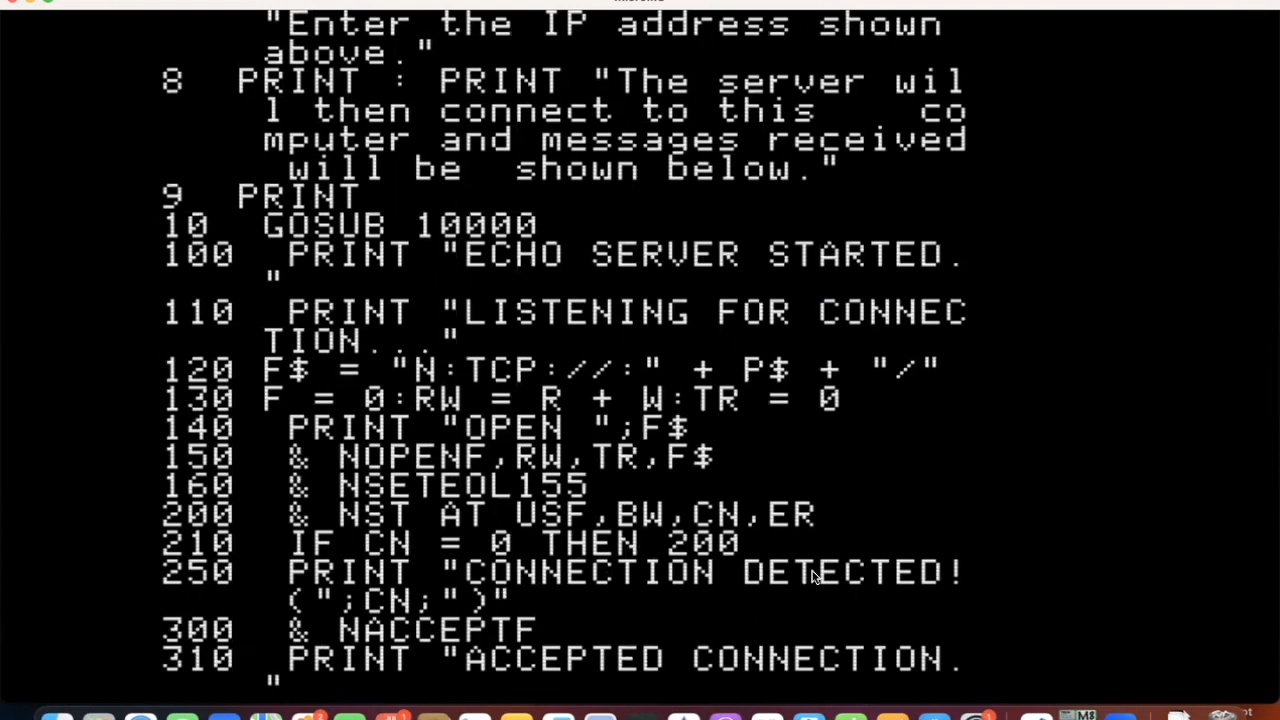 "Enter the IP address shown
above."
8 PRINT : PRINT "The server wil
l then connect to this co
mputer and messages received
will be shown below."
9 PRINT
10 GOSUB 10000
100 PRINT "ECHO SERVER STARTED.
"
110 PRINT "LISTENING FOR CONNEC
TION..."
120 F$ = "N:TCP://:" + P$ + "/"
130 F = 0:RW = R + W:TR = 0
140 PRINT "OPEN ";F$
150 & NOPENF,RW,TR,F$
160 & NSETEOL155
200 & NST AT USF,BW,CN,ER
210 IF CN = 0 THEN 200
250 PRINT "CONNECTION DETECTED!
(";CN;")"
300 & NACCEPTF
310 PRINT "ACCEPTED CONNECTION.
"